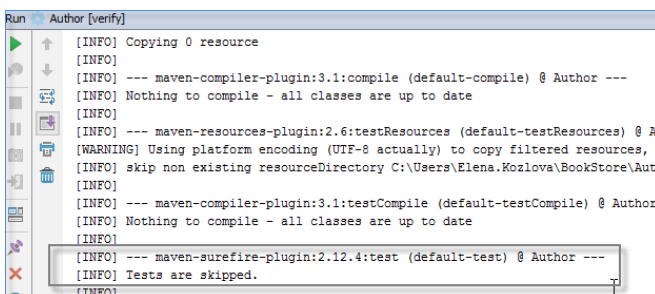 Run Author [verify]
[INFO] Copying 0 resource
[INFO]
[INFO] --- maven-compiler-plugin:3.1:compile (default-compile) @ Author ---
[INFO] Nothing to compile - all classes are up to date
[INFO]
[INFO] --- maven-resources-plugin:2.6:testResources (default-testResources) @ A
[WARNING] Using platform encoding (UTF-8 actually) to copy filtered resources,
[INFO] skip non existing resourceDirectory C:\Users\Elena.Kozlova\BookStore\Aut
[INFO]
[INFO] --- maven-compiler-plugin:3.1:testCompile (default-testCompile) @ Author
[INFO] Nothing to compile - all classes are up to date
[INFO]
[INFO] --- maven-surefire-plugin:2.12.4:test (default-test) @ Author ---
[INFO] Tests are skipped.
[INFO]